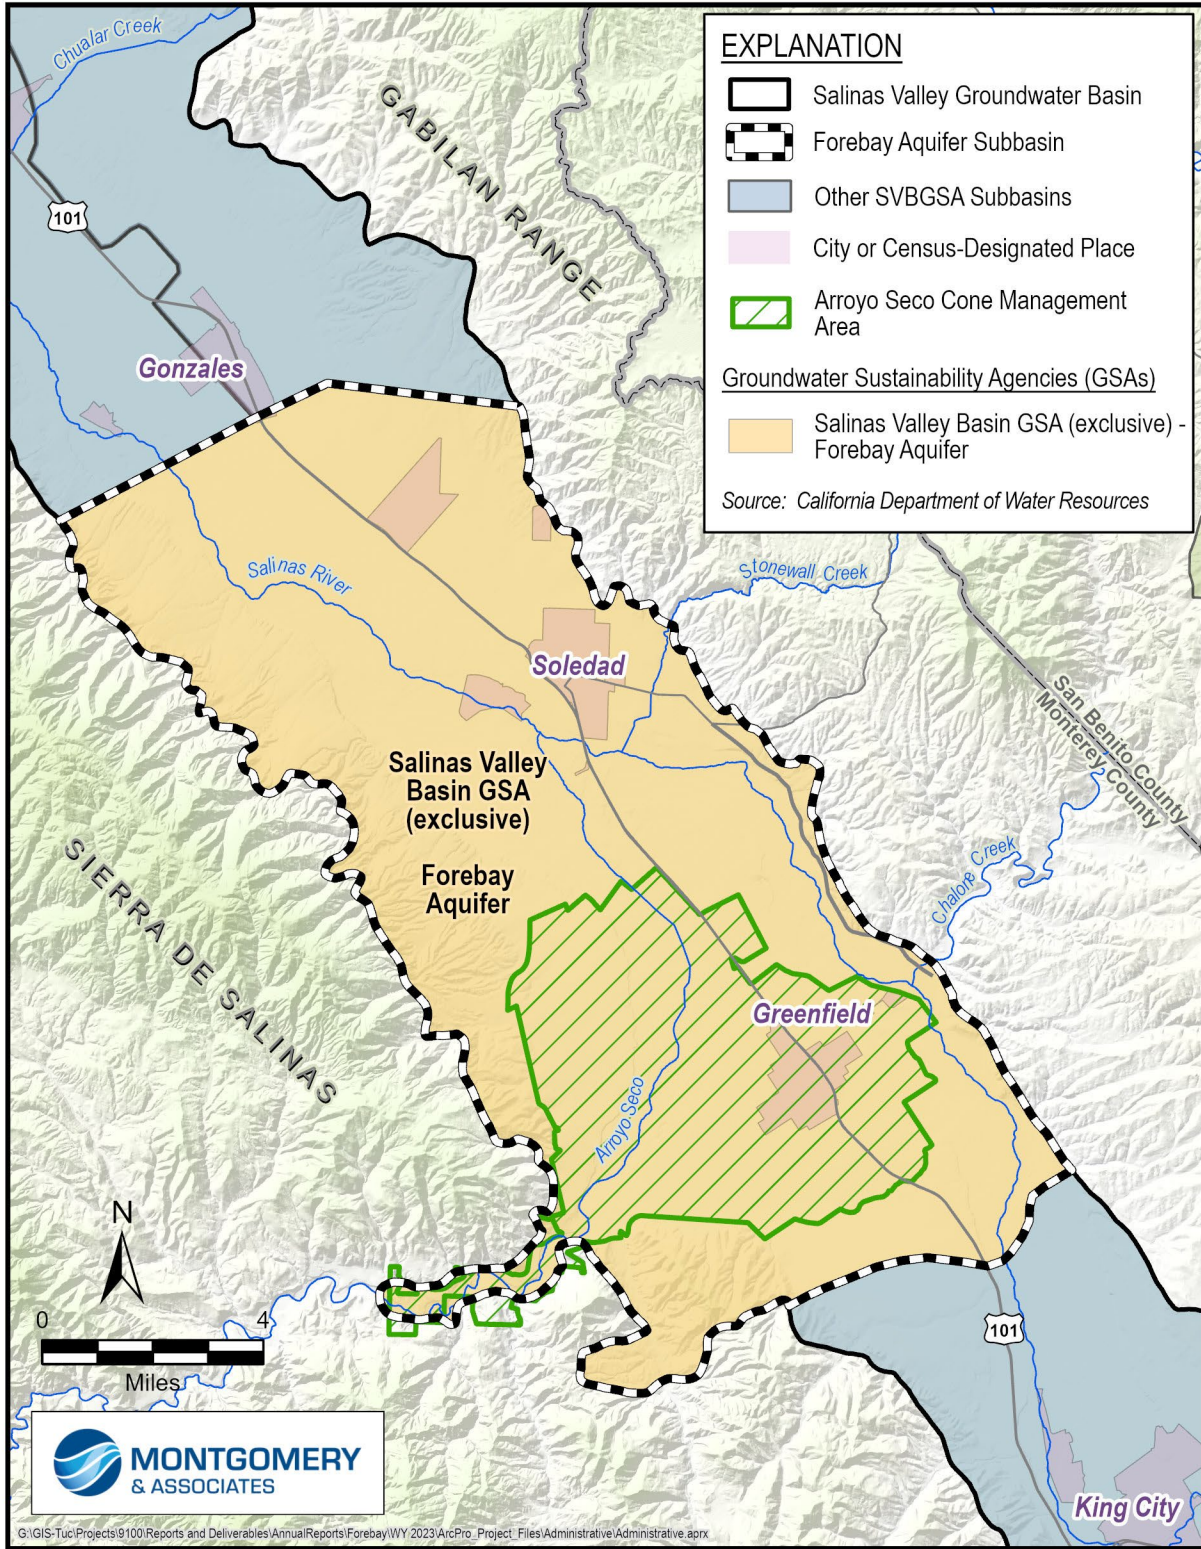 Chualar Creek
101
GABILAN RANGE
Gonzales
EXPLANATION
Salinas Valley Groundwater Basin
Forebay Aquifer Subbasin
Other SVBGSA Subbasins
City or Census-Designated Place
Arroyo Seco Cone Management
Area
Groundwater Sustainability Agencies (GSAs)
Salinas Valley Basin GSA (exclusive) -
Forebay Aquifer
Source: California Department of Water Resources
Salinas River
Stonewall Creek
Soledad
San Benito County
Monterey County
Salinas Valley
Basin GSA
(exclusive)
Forebay
Aquifer
Chalone Creek
SIERRA DE SALINAS
Greenfield
Arroyo Seco
N
0 4
Miles
101
MONTGOMERY
& ASSOCIATES
King City
G:\GIS-Tuc\Projects\9100\Reports and Deliverables\AnnualReports\Forebay\WY 2023\ArcPro_Project_Files\Administrative\Administrative.aprx